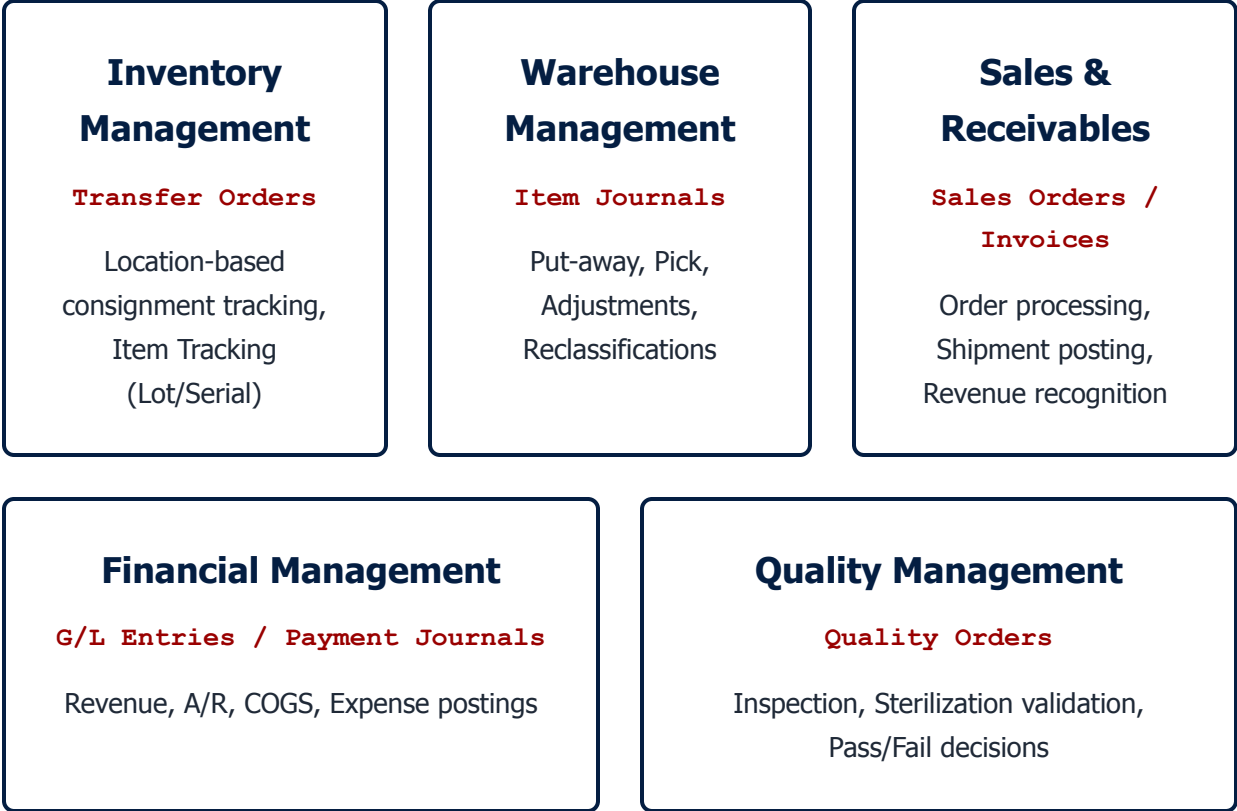 Inventory
Management
Transfer Orders
Location-based
consignment tracking,
Item Tracking
(Lot/Serial)
Warehouse
Management
Item Journals
Put-away, Pick,
Adjustments,
Reclassifications
Sales &
Receivables
Sales Orders /
Invoices
Order processing,
Shipment posting,
Revenue recognition
Financial Management
G/L Entries / Payment Journals
Revenue, A/R, COGS, Expense postings
Quality Management
Quality Orders
Inspection, Sterilization validation,
Pass/Fail decisions